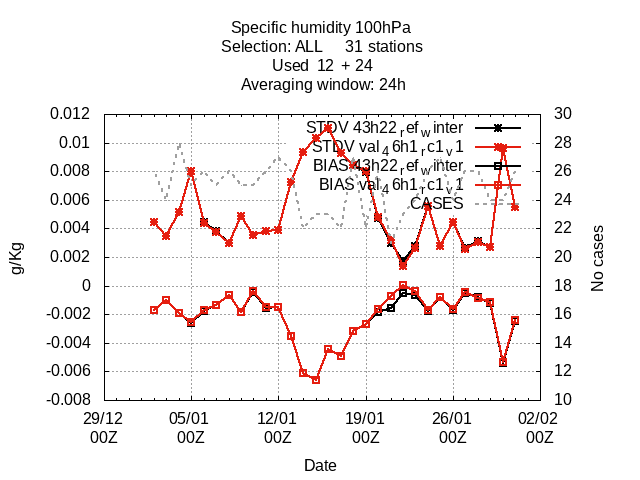 Specific humidity 100hPa
Selection: ALL 31 stations
Used 12 + 24
Averaging window: 24h
0.012
0.01
0.008
0.006
0.004
0.002
0
-0.002
-0.004
-0.006
-0.008
g/Kg
30
28
26
24
22
20
18
16
14
12
10
No cases
STDV 43h22_ref_winter
STDV val_46h1_rc1_v1
BIAS 43h22_ref_winter
BIAS val_46h1_rc1_v1
CASES
29/12 05/01 12/01 19/01 26/01 02/02
00Z 00Z 00Z 00Z 00Z 00Z
Date